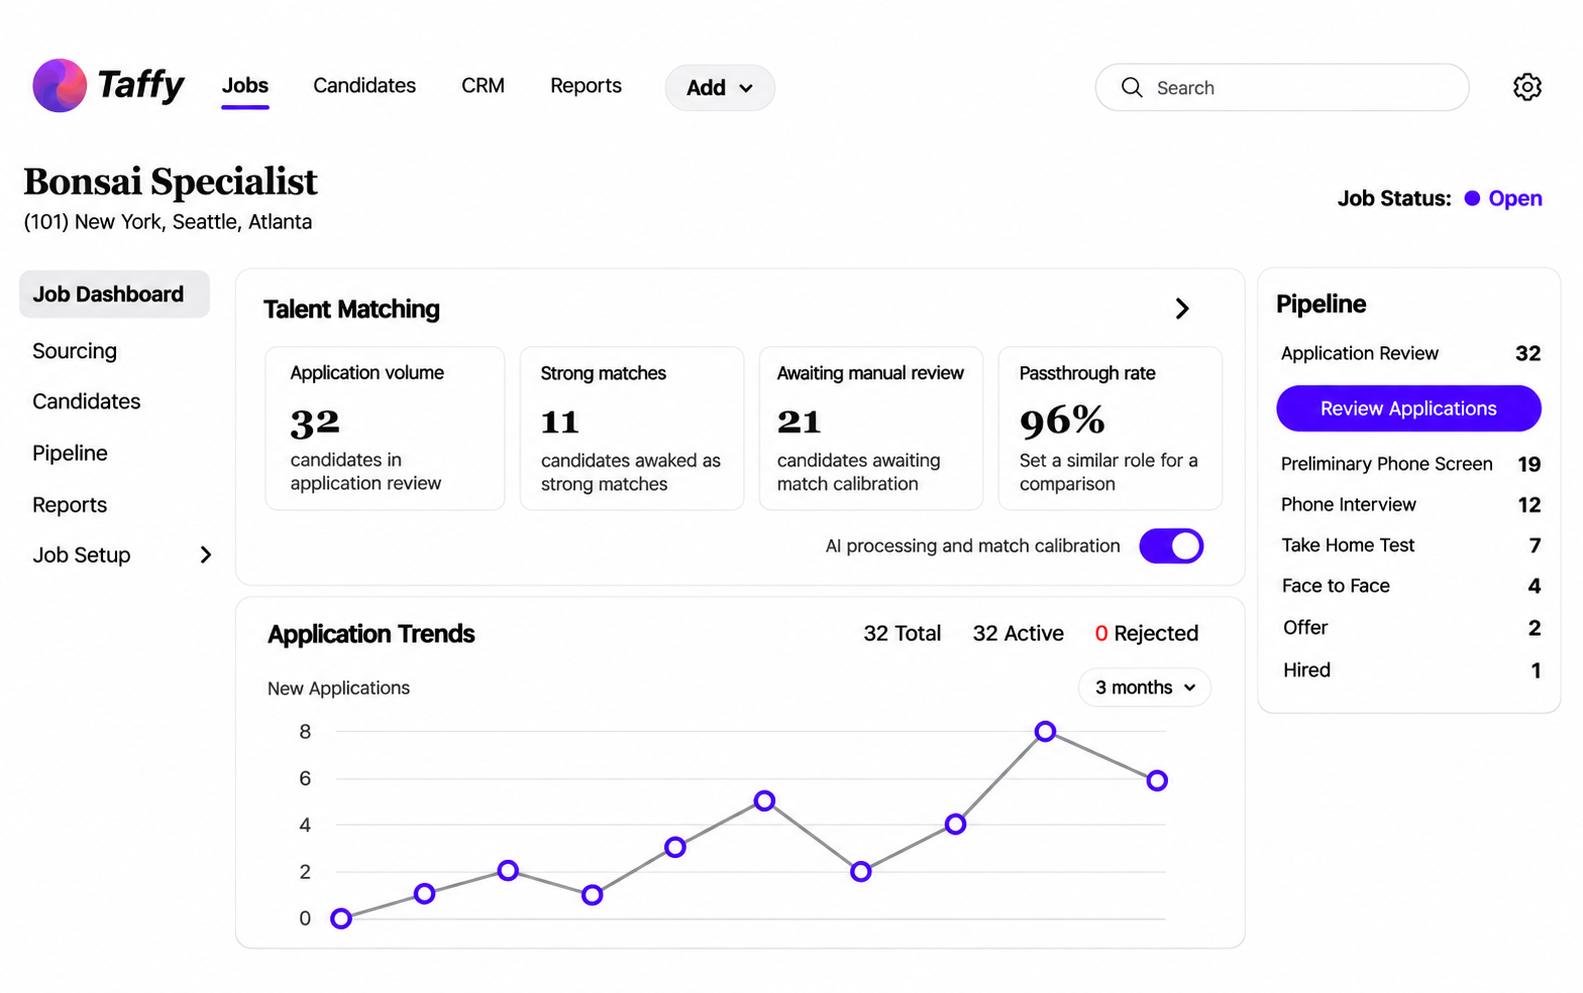 Taffy
Jobs
Candidates
CRM
Reports
Add
Search
Bonsai Specialist
(101) New York, Seattle, Atlanta
Job Status:
Open
Job Dashboard
Sourcing
Candidates
Pipeline
Reports
Job Setup
Talent Matching
Application volume
32
candidates in
application review
Strong matches
11
candidates awaked as
strong matches
Awaiting manual review
21
candidates awaiting
match calibration
Passthrough rate
96%
Set a similar role for a
comparison
AI processing and match calibration
Application Trends
32 Total
32 Active
0 Rejected
New Applications
3 months
8
6
4
2
0
Pipeline
Application Review 32
Review Applications
Preliminary Phone Screen 19
Phone Interview 12
Take Home Test 7
Face to Face 4
Offer 2
Hired 1